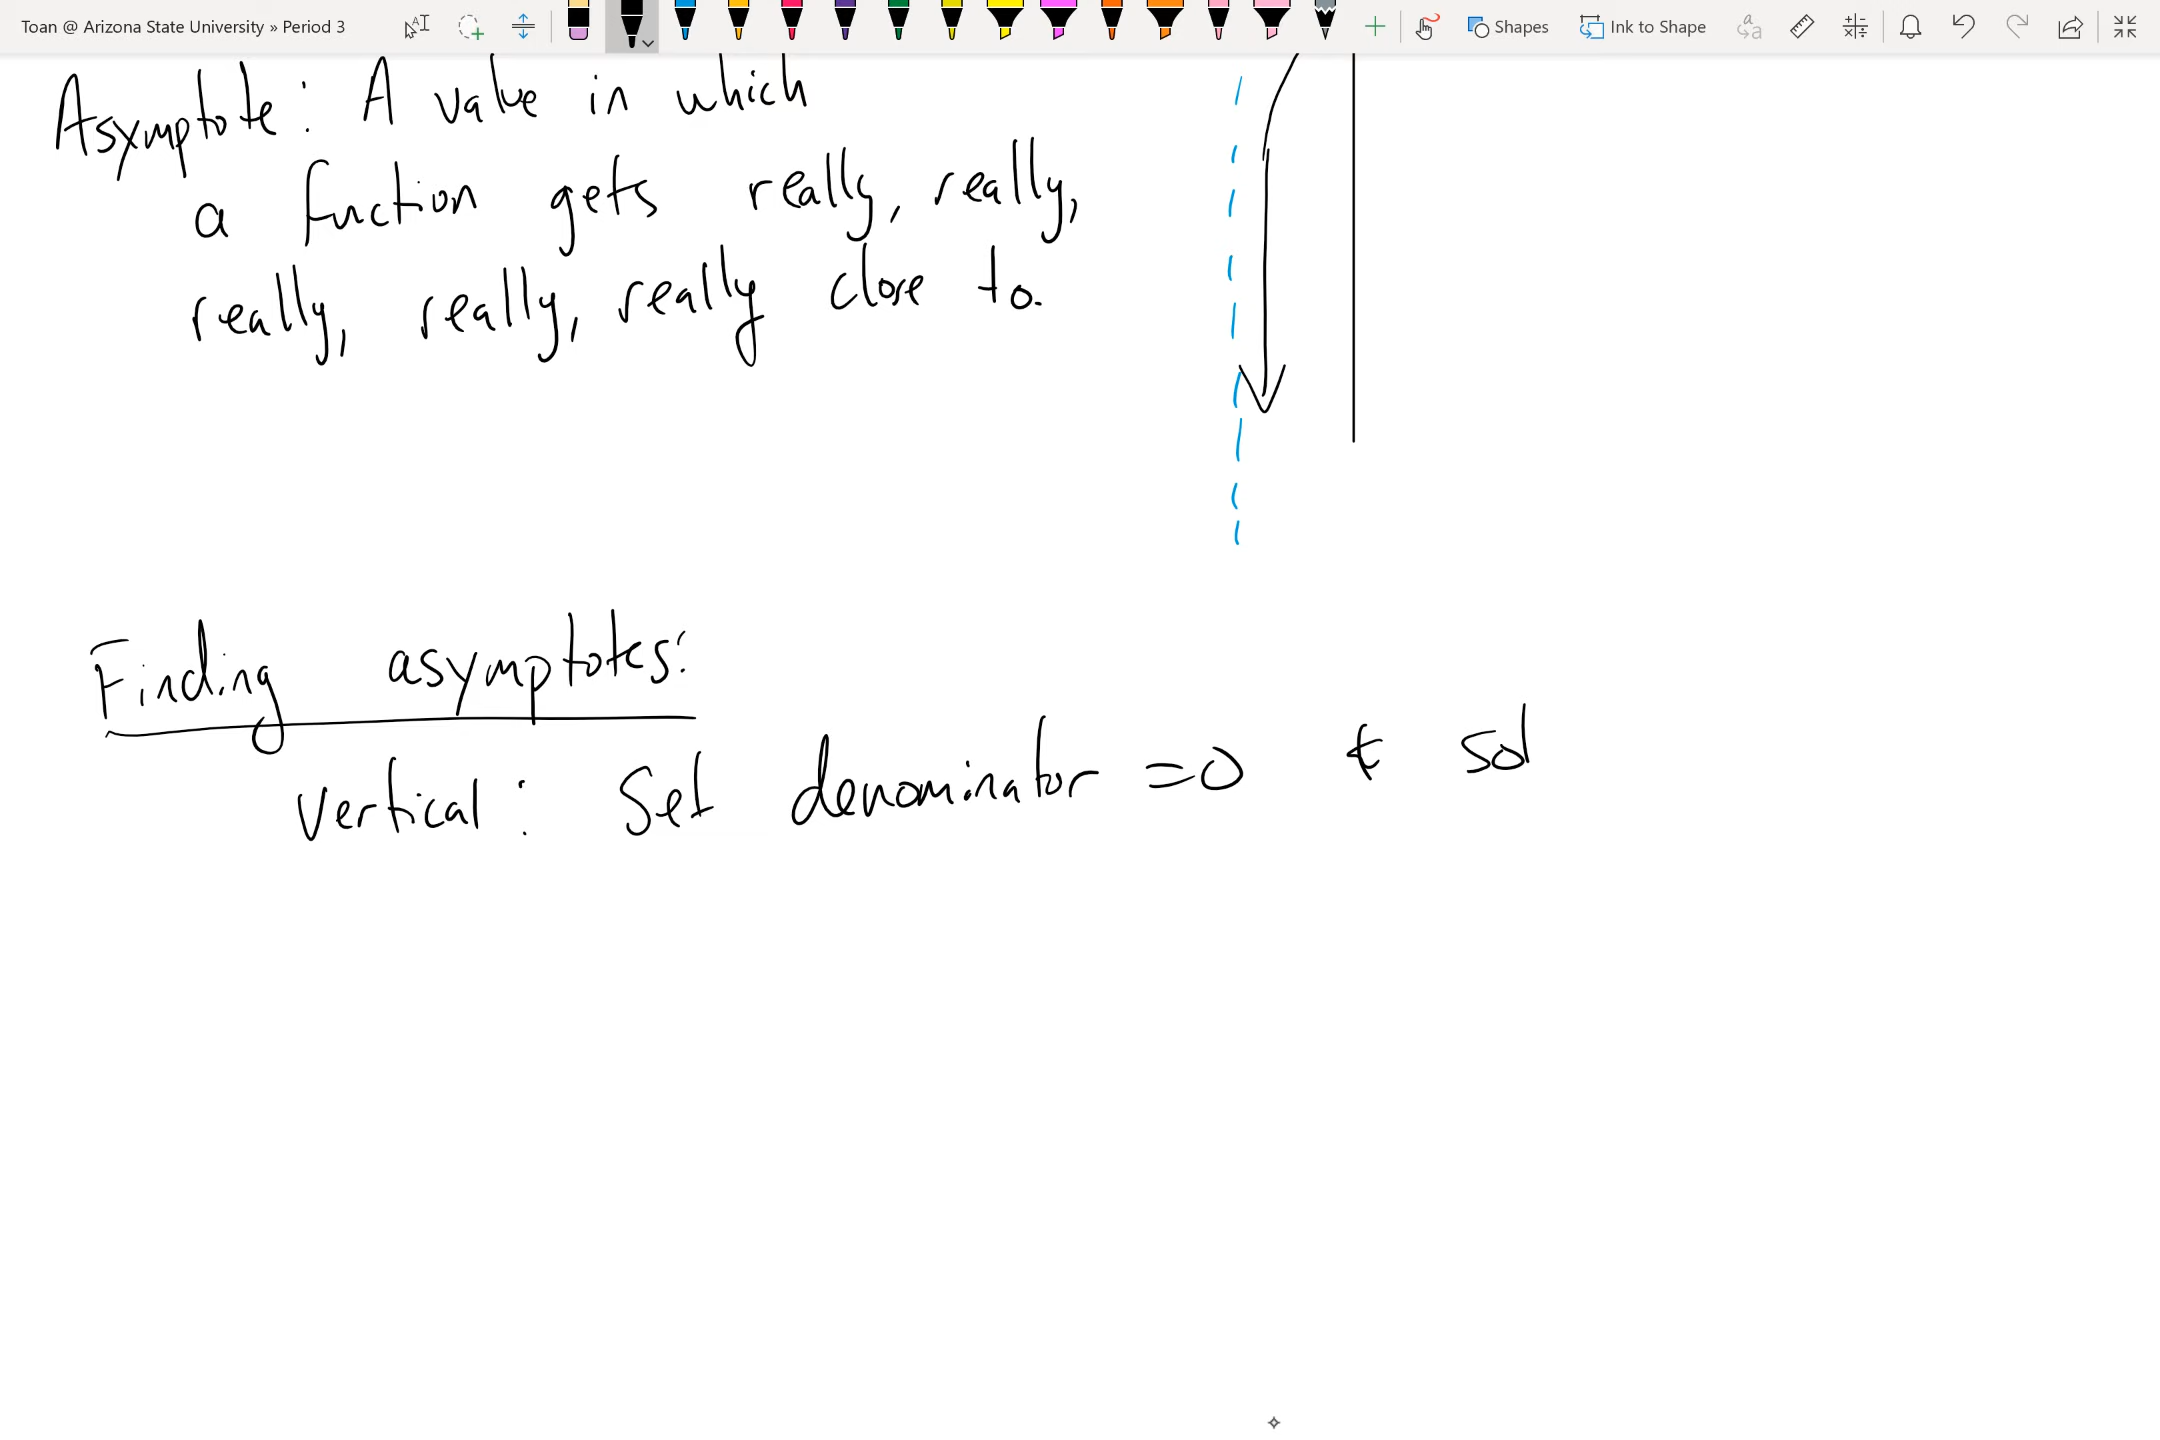 Toan @ Arizona State University » Period 3 Shapes Ink to Shape
Asymptote: A value in which
a function gets really, really,
really, really, really close to.
Finding asymptotes:
vertical: Set denominator =0 & sol